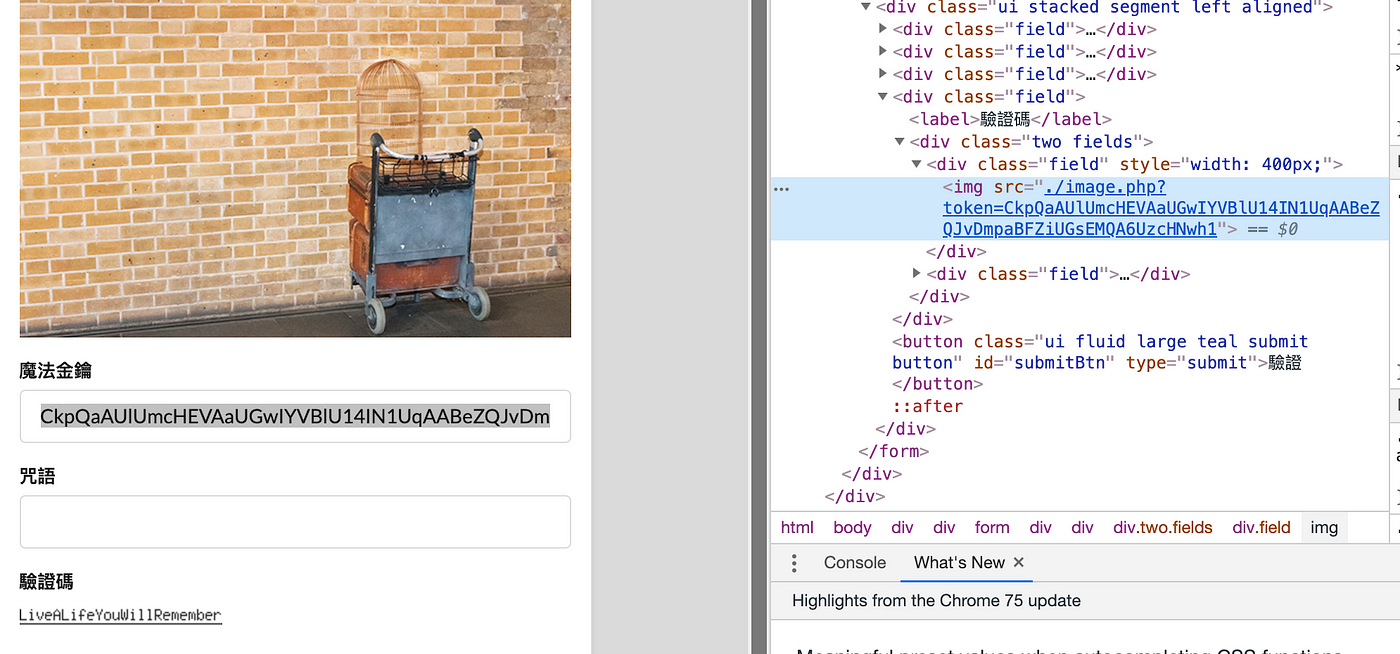 魔法金鑰
CkpQaAUlUmcHEVAaUGwIYVBlU14IN1UqAABeZQJvDm
咒語
驗證碼
LiveALifeYouWillRemember
▼<div class="ui stacked segment left aligned">
▶<div class="field">…</div>
▶<div class="field">…</div>
▶<div class="field">…</div>
▼<div class="field">
<label>驗證碼</label>
▼<div class="two fields">
▼<div class="field" style="width: 400px;">
<img src="./image.php?
token=CkpQaAUlUmcHEVAaUGwIYVBlU14IN1UqAABeZ
QJvDmpaBFZiUGsEMQA6UzcHNwh1"> == $0
</div>
▶<div class="field">…</div>
</div>
</div>
<button class="ui fluid large teal submit
button" id="submitBtn" type="submit">驗證
</button>
::after
</div>
</form>
</div>
</div>
html body div div form div div div.two.fields div.field img
Console What's New ×
Highlights from the Chrome 75 update